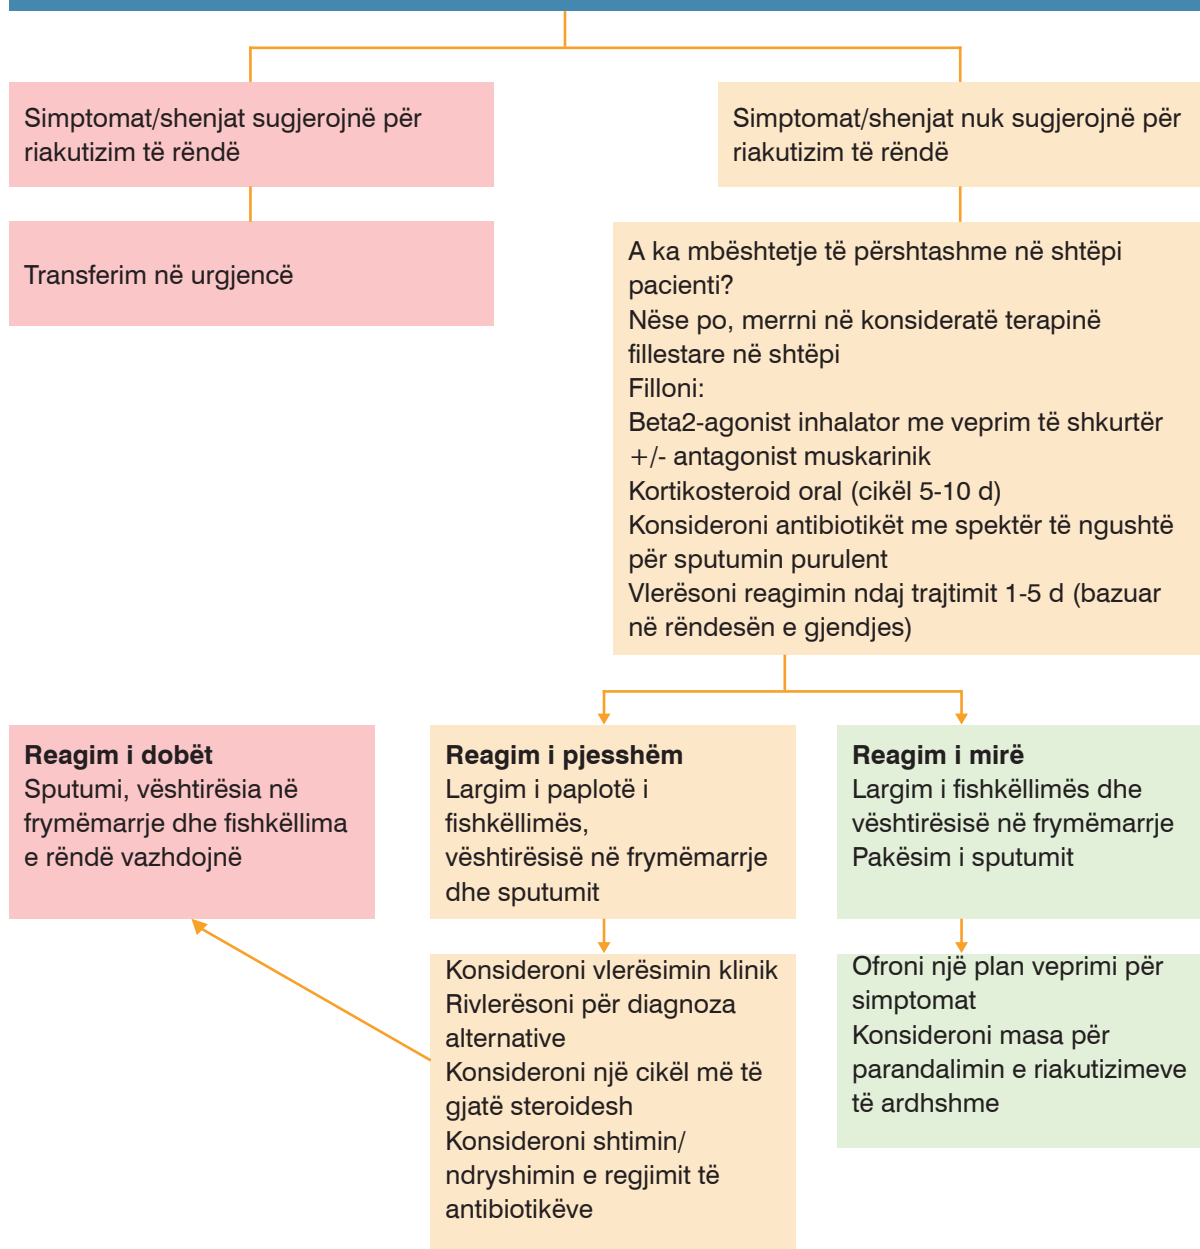 Simptomat/shenjat sugjerojnë për
riakutizim të rëndë
Simptomat/shenjat nuk sugjerojnë për
riakutizim të rëndë
Transferim në urgjencë
A ka mbështetje të përshtashme në shtëpi
pacienti?
Nëse po, merrni në konsideratë terapinë
fillestare në shtëpi
Filloni:
Beta2-agonist inhalator me veprim të shkurtër
+/- antagonist muskarinik
Kortikosteroid oral (cikël 5-10 d)
Konsideroni antibiotikët me spektër të ngushtë
për sputumin purulent
Vlerësoni reagimin ndaj trajtimit 1-5 d (bazuar
në rëndesën e gjendjes)
Reagim i dobët
Sputumi, vështirësia në
frymëmarrje dhe fishkëllima
e rëndë vazhdojnë
Reagim i pjesshëm
Largim i paplotë i
fishkëllimës,
vështirësisë në frymëmarrje
dhe sputumit
Reagim i mirë
Largim i fishkëllimës dhe
vështirësisë në frymëmarrje
Pakësim i sputumit
Konsideroni vlerësimin klinik
Rivlerësoni për diagnoza
alternative
Konsideroni një cikël më të
gjatë steroidesh
Konsideroni shtimin/
ndryshimin e regjimit të
antibiotikëve
Ofroni një plan veprimi për
simptomat
Konsideroni masa për
parandalimin e riakutizimeve
të ardhshme